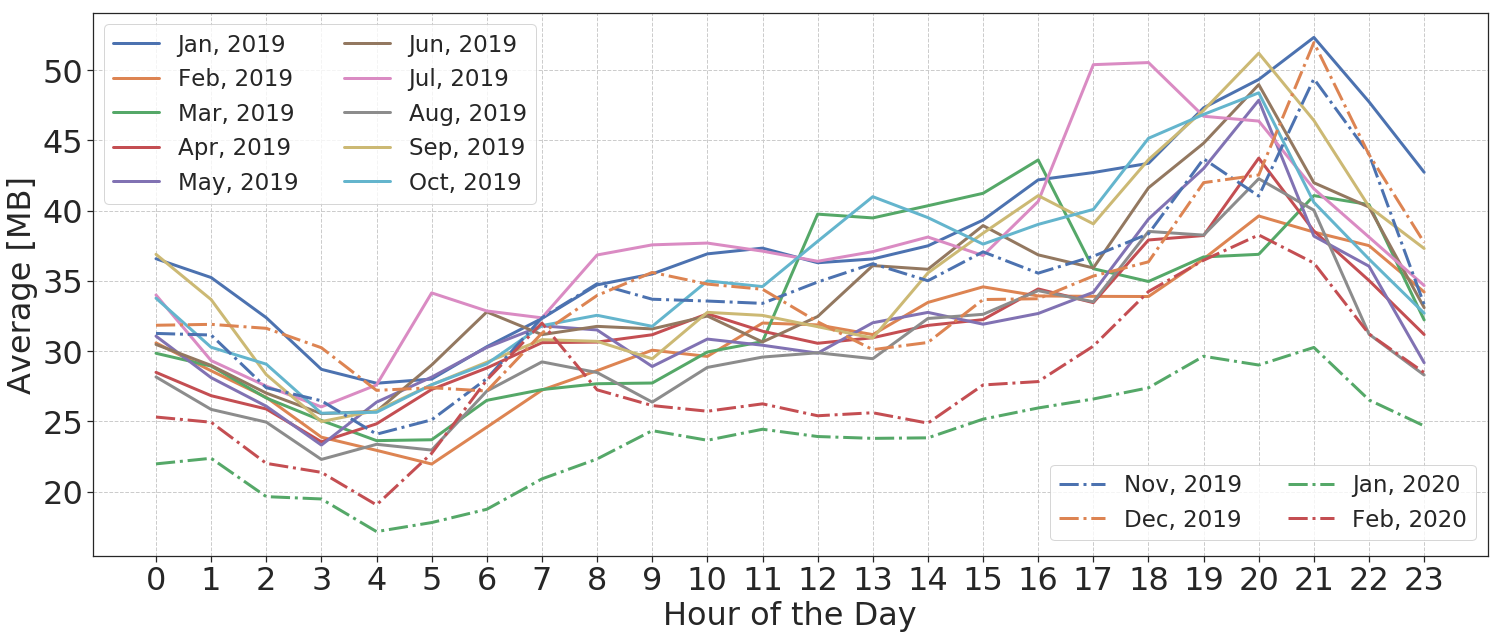 Jan, 2019
Feb, 2019
Mar, 2019
Apr, 2019
May, 2019
Jun, 2019
Jul, 2019
Aug, 2019
Sep, 2019
Oct, 2019
Average [MB]
50
45
40
35
30
25
20
Nov, 2019
Dec, 2019
Jan, 2020
Feb, 2020
0 1 2 3 4 5 6 7 8 9 10 11 12 13 14 15 16 17 18 19 20 21 22 23
Hour of the Day